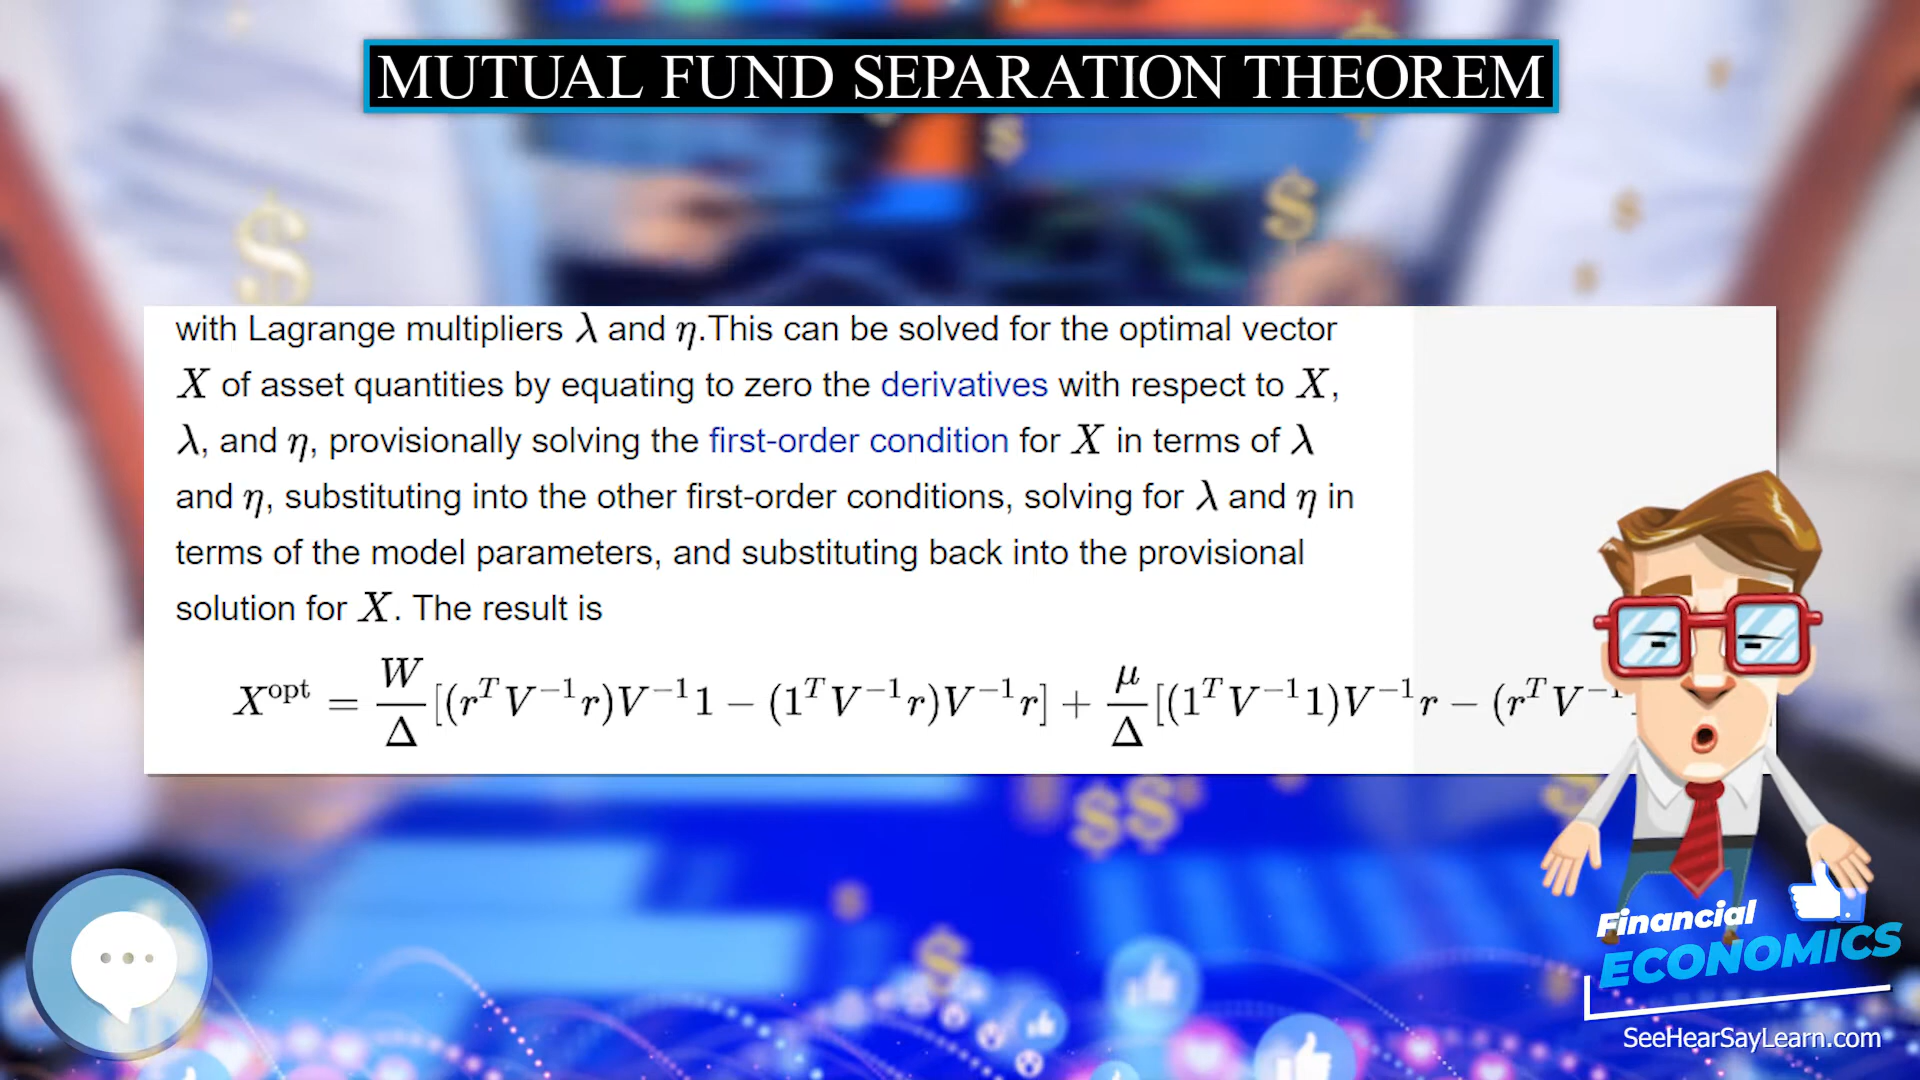 MUTUAL FUND SEPARATION THEOREM
with Lagrange multipliers λ and η.This can be solved for the optimal vector
X of asset quantities by equating to zero the derivatives with respect to X,
λ, and η, provisionally solving the first-order condition for X in terms of λ
and η, substituting into the other first-order conditions, solving for λ and η in
terms of the model parameters, and substituting back into the provisional
solution for X. The result is
X^opt = W/Δ [(r^T V^−1 r)V^−1 1 − (1^T V^−1 r)V^−1 r] + μ/Δ [(1^T V^−1 1)V^−1 r − (r^T V^−1
Financial
ECONOMICS
SeeHearSayLearn.com